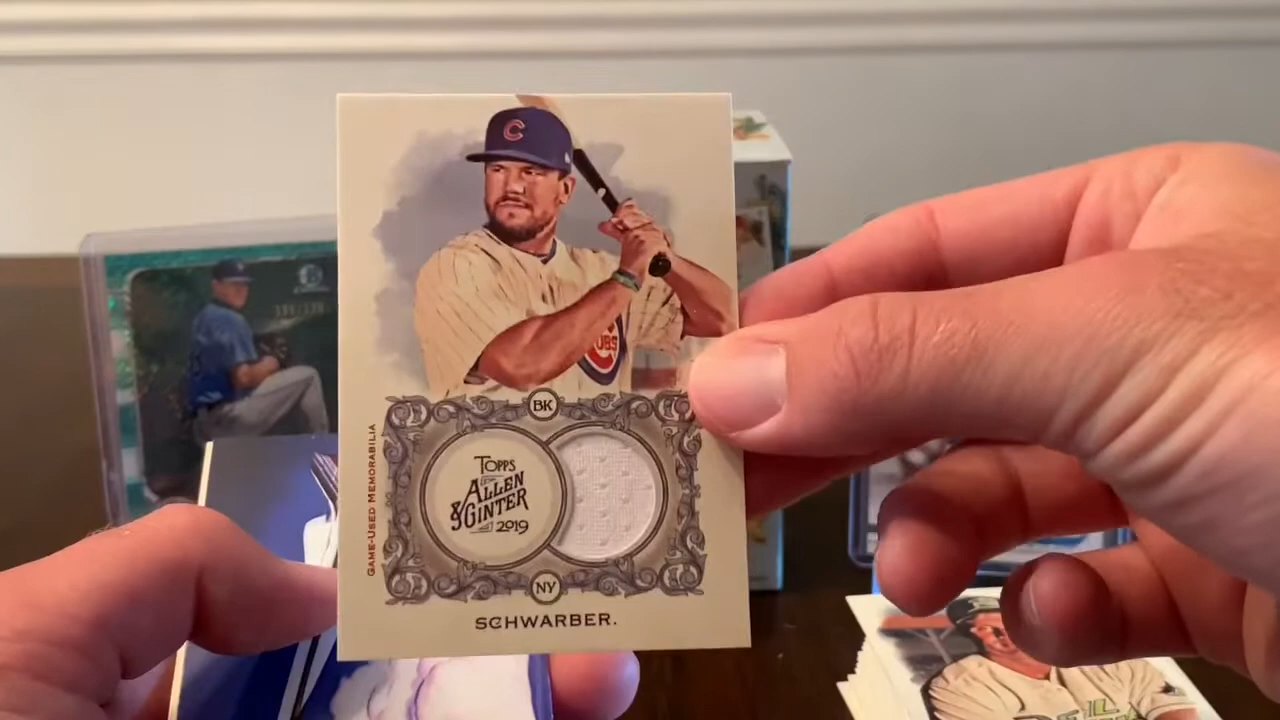 C
CUBS
BK
GAME-USED MEMORABILIA
TOPPS
ALLEN
& GINTER
2019
NY
SCHWARBER.